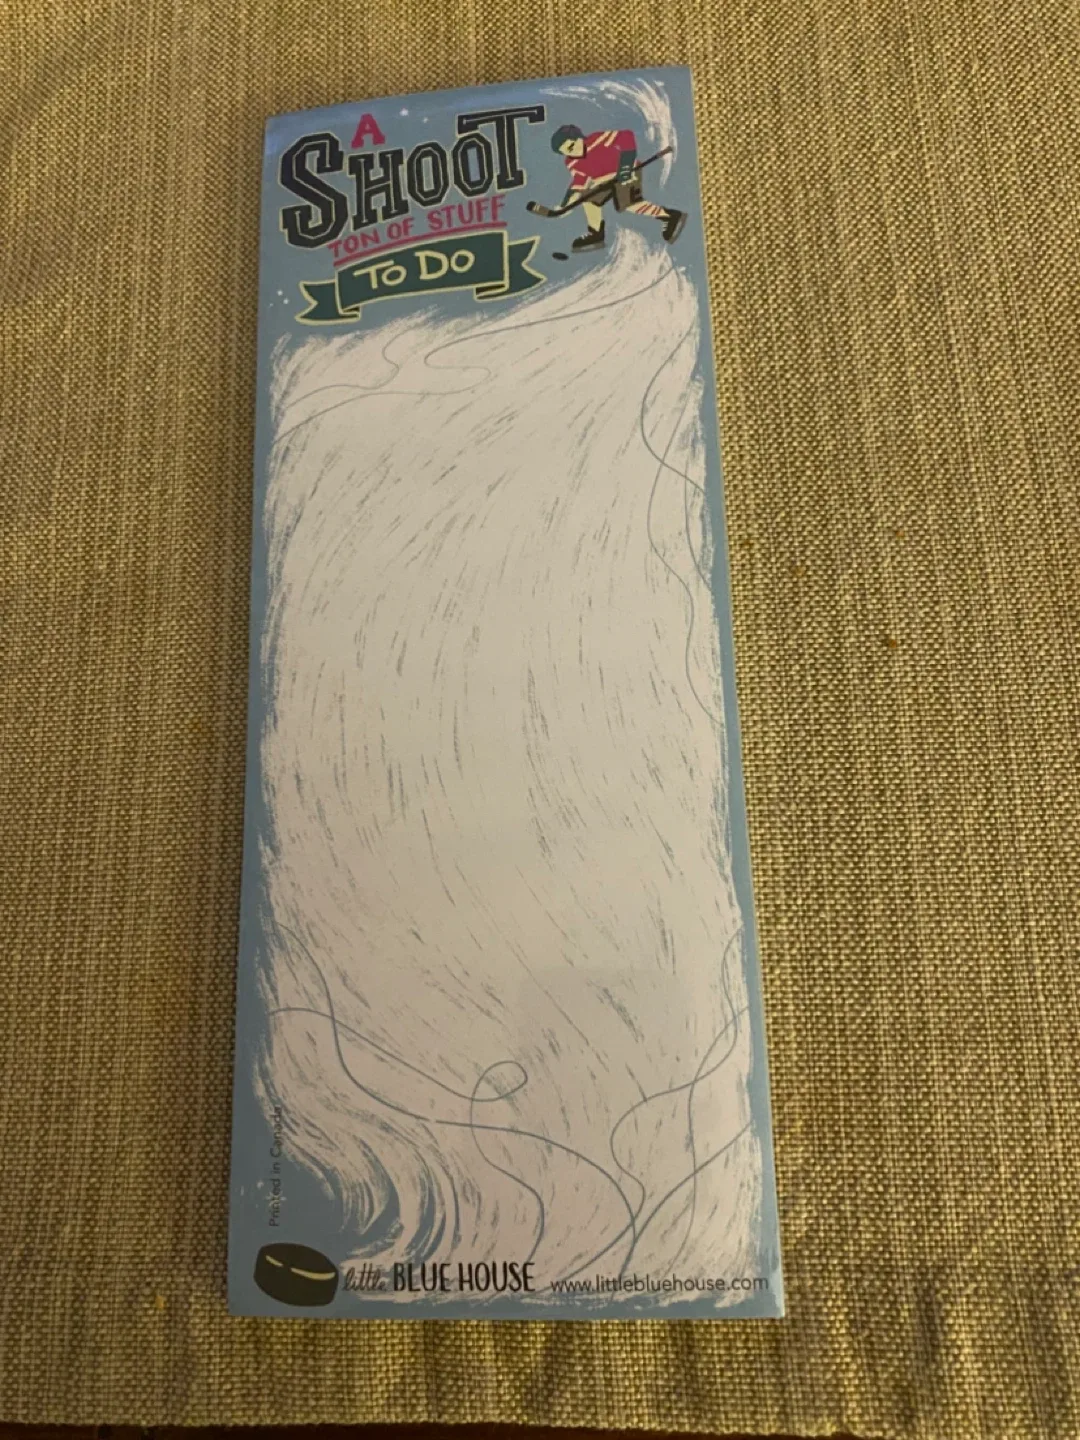 A
SHOOT
TON OF STUFF
TO DO
Printed in Canada
little BLUE HOUSE www.littlebluehouse.com